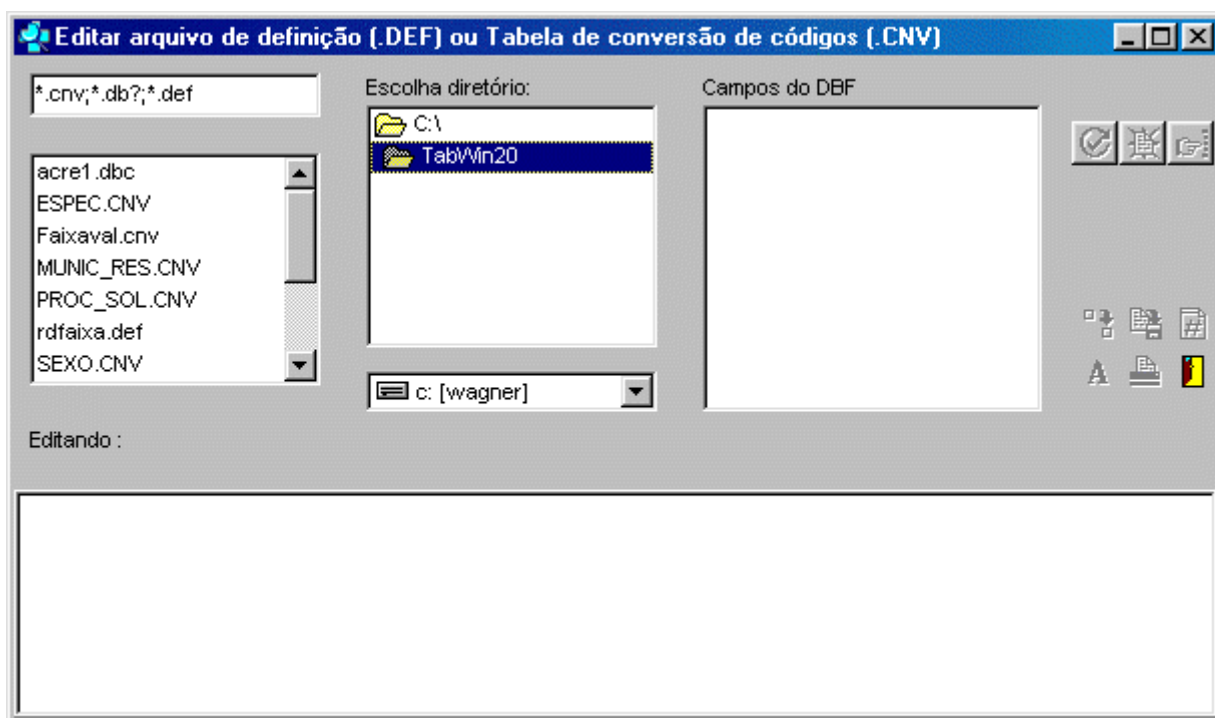 Editar arquivo de definição (.DEF) ou Tabela de conversão de códigos (.CNV)
*.cnv;*.db?;*.def
acre1.dbc
ESPEC.CNV
Faixaval.cnv
MUNIC_RES.CNV
PROC_SOL.CNV
rdfaixa.def
SEXO.CNV
Escolha diretório:
C:\
TabWin20
c: [wagner]
Campos do DBF
#
A
Editando :